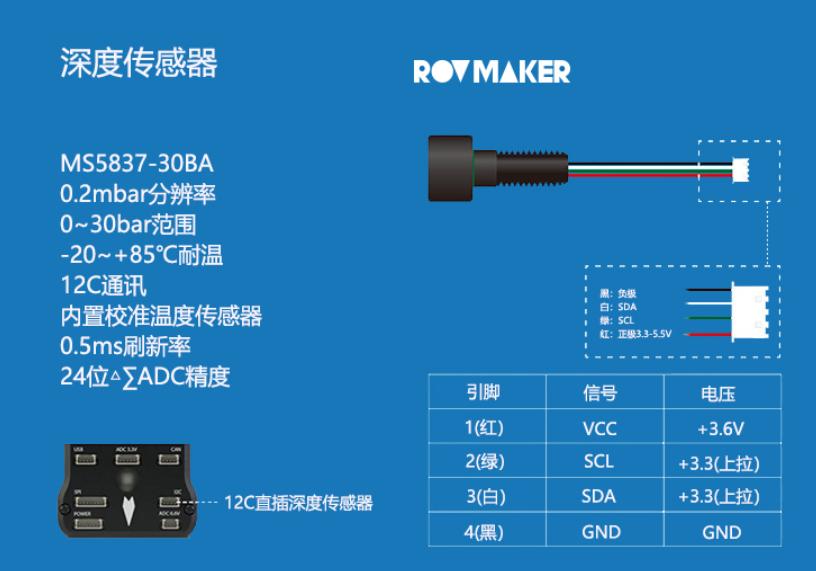 深度传感器
ROVMAKER
MS5837-30BA
0.2mbar分辨率
0~30bar范围
-20~+85℃耐温
12C通讯
内置校准温度传感器
0.5ms刷新率
24位△∑ADC精度
黑：负极
白：SDA
绿：SCL
红：正极3.3-5.5V
引脚 信号 电压
1(红) VCC +3.6V
2(绿) SCL +3.3(上拉)
3(白) SDA +3.3(上拉)
4(黑) GND GND
USB ADC 3.3V CAN
SPI I2C
POWER ADC 6.6V
12C直插深度传感器